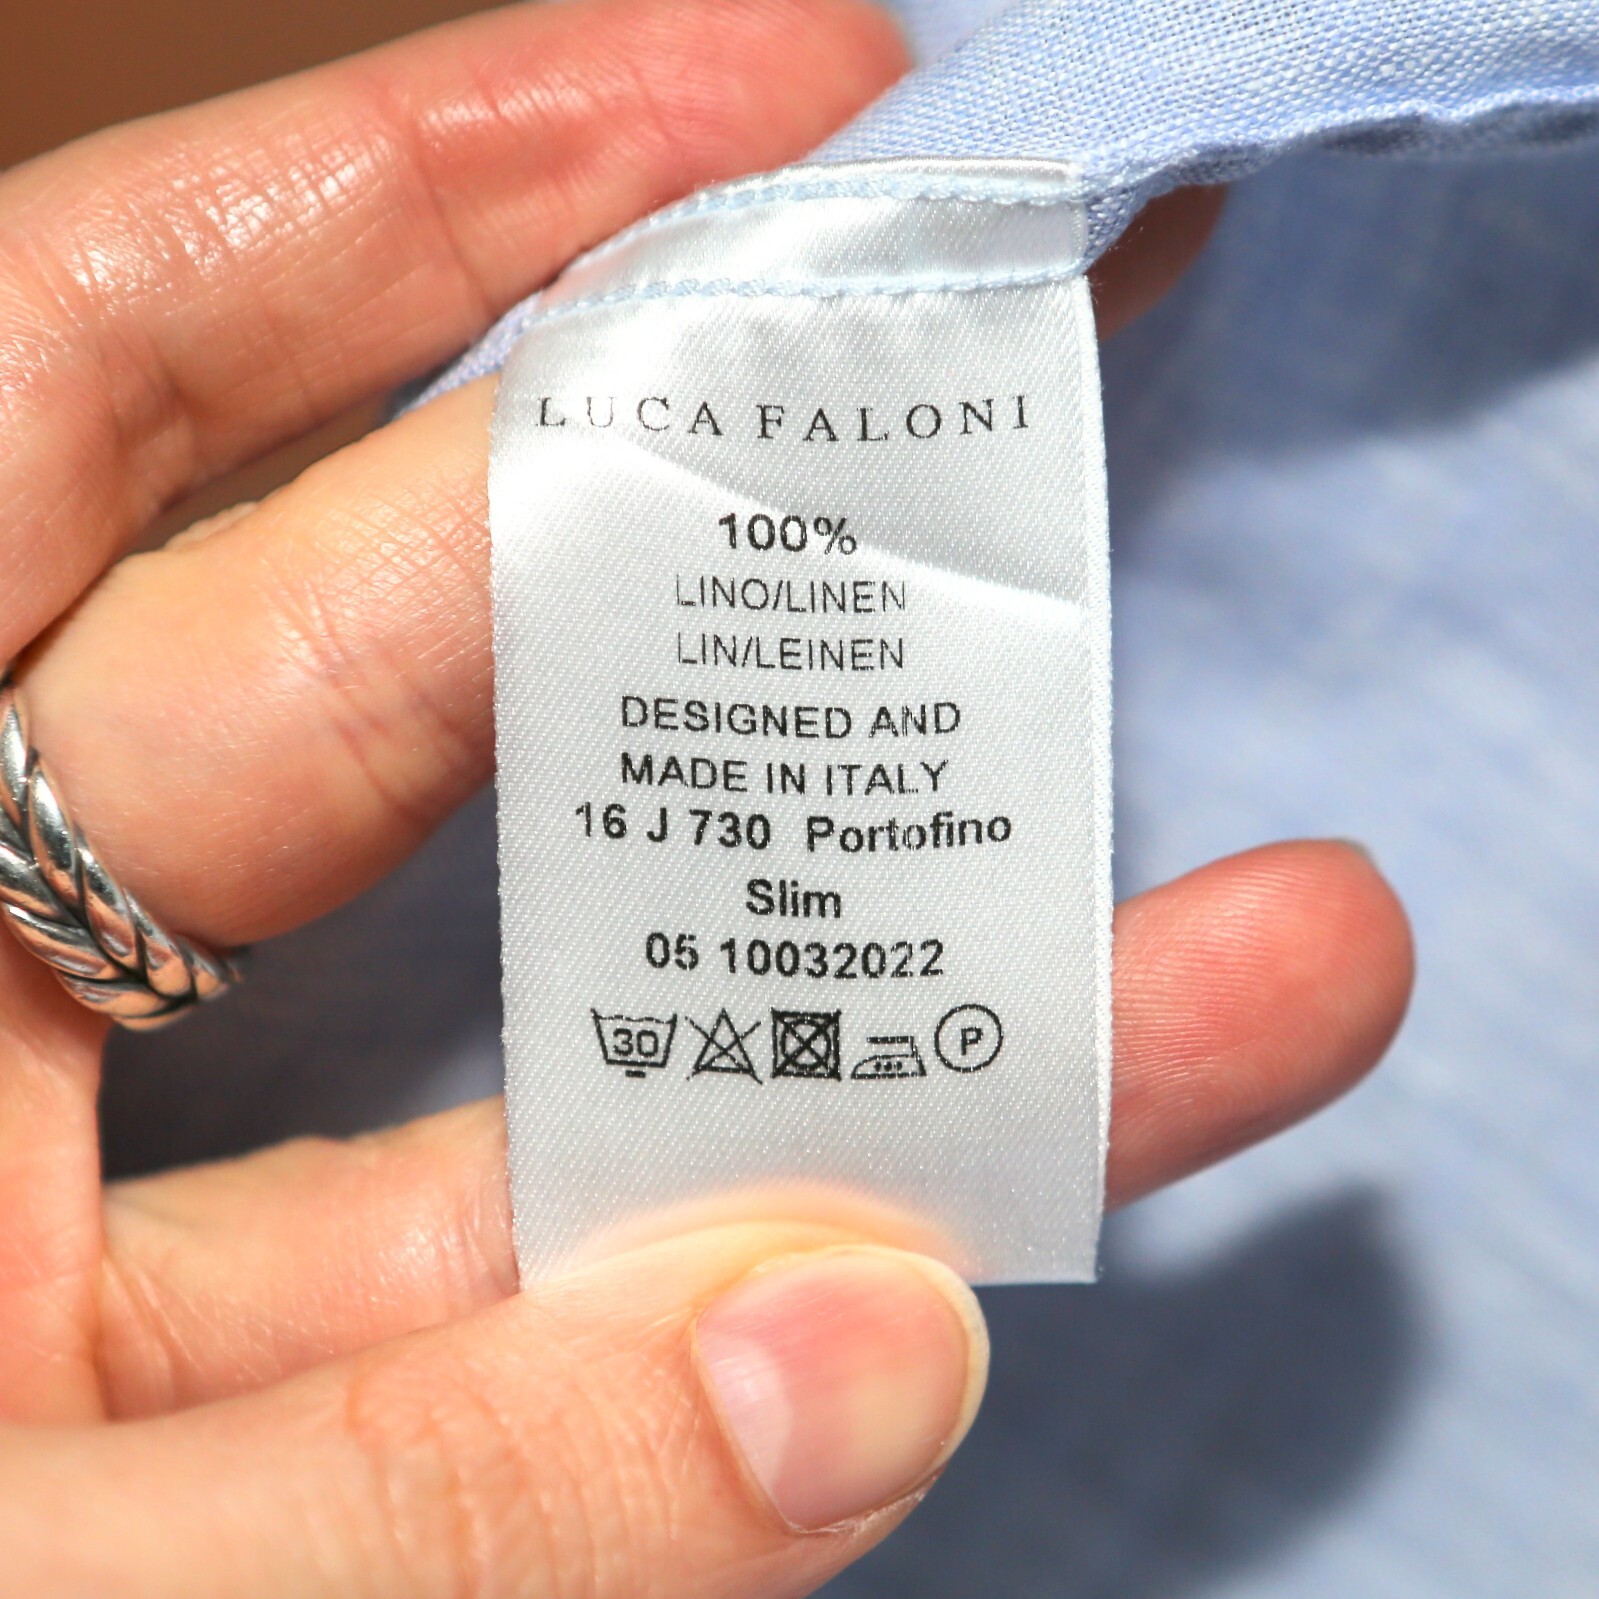 LUCA FALONI
100%
LINO/LINEN
LIN/LEINEN
DESIGNED AND
MADE IN ITALY
16 J 730 Portofino
Slim
05 10032022
30 P